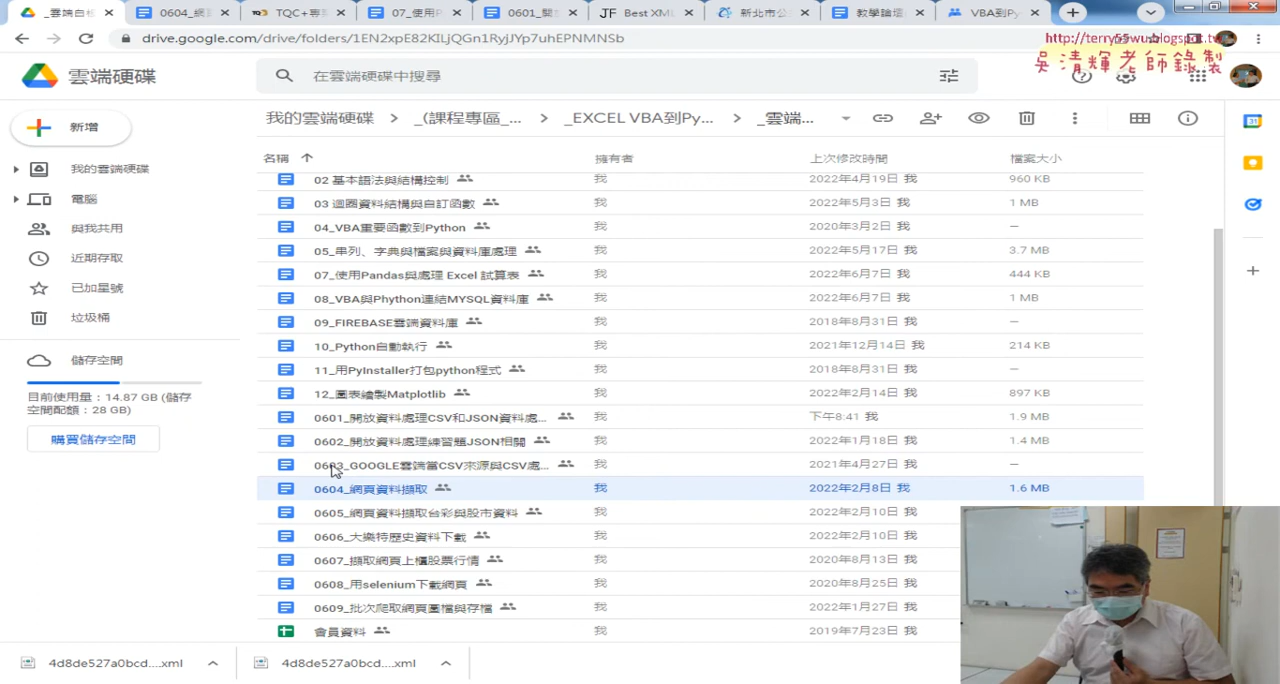 _雲端白板
0604_網頁
TQC+專
07_使用P
0601_開
JF Best XML
新北市公
教學論壇
VBA到Py
drive.google.com/drive/folders/1EN2xpE82KILjQGn1RyjJYp7uhEPNMNSb
http://terry55wu.blogspot.tw
吳清輝老師錄製
雲端硬碟
在雲端硬碟中搜尋
新增
我的雲端硬碟
電腦
與我共用
近期存取
已加星號
垃圾桶
儲存空間
目前使用量：14.87 GB (儲存
空間配額：28 GB)
購買儲存空間
我的雲端硬碟 > _(課程專區_... > _EXCEL VBA到Py... > _雲端...
名稱 擁有者 上次修改時間 檔案大小
02 基本語法與結構控制 我 2022年4月19日 我 960 KB
03 迴圈資料結構與自訂函數 我 2022年5月3日 我 1 MB
04_VBA重要函數到Python 我 2020年3月2日 我 —
05_串列、字典與檔案與資料庫處理 我 2022年5月17日 我 3.7 MB
07_使用Pandas與處理 Excel 試算表 我 2022年6月7日 我 444 KB
08_VBA與Phython連結MYSQL資料庫 我 2022年6月7日 我 1 MB
09_FIREBASE雲端資料庫 我 2018年8月31日 我 —
10_Python自動執行 我 2021年12月14日 我 214 KB
11_用PyInstaller打包python程式 我 2018年8月31日 我 —
12_圖表繪製Matplotlib 我 2022年2月14日 我 897 KB
0601_開放資料處理CSV和JSON資料處... 我 下午8:41 我 1.9 MB
0602_開放資料處理練習題JSON相關 我 2022年1月18日 我 1.4 MB
0603_GOOGLE雲端當CSV來源與CSV處... 我 2021年4月27日 我 —
0604_網頁資料擷取 我 2022年2月8日 我 1.6 MB
0605_網頁資料擷取台彩與股市資料 我 2022年2月10日 我
0606_大樂特歷史資料下載 我 2022年2月10日 我
0607_擷取網頁上櫃股票行情 我 2020年8月13日 我
0608_用selenium下載網頁 我 2020年8月25日 我
0609_批次爬取網頁圖檔與存檔 我 2022年1月27日 我
會員資料 我 2019年7月23日 我
4d8de527a0bcd....xml
4d8de527a0bcd....xml